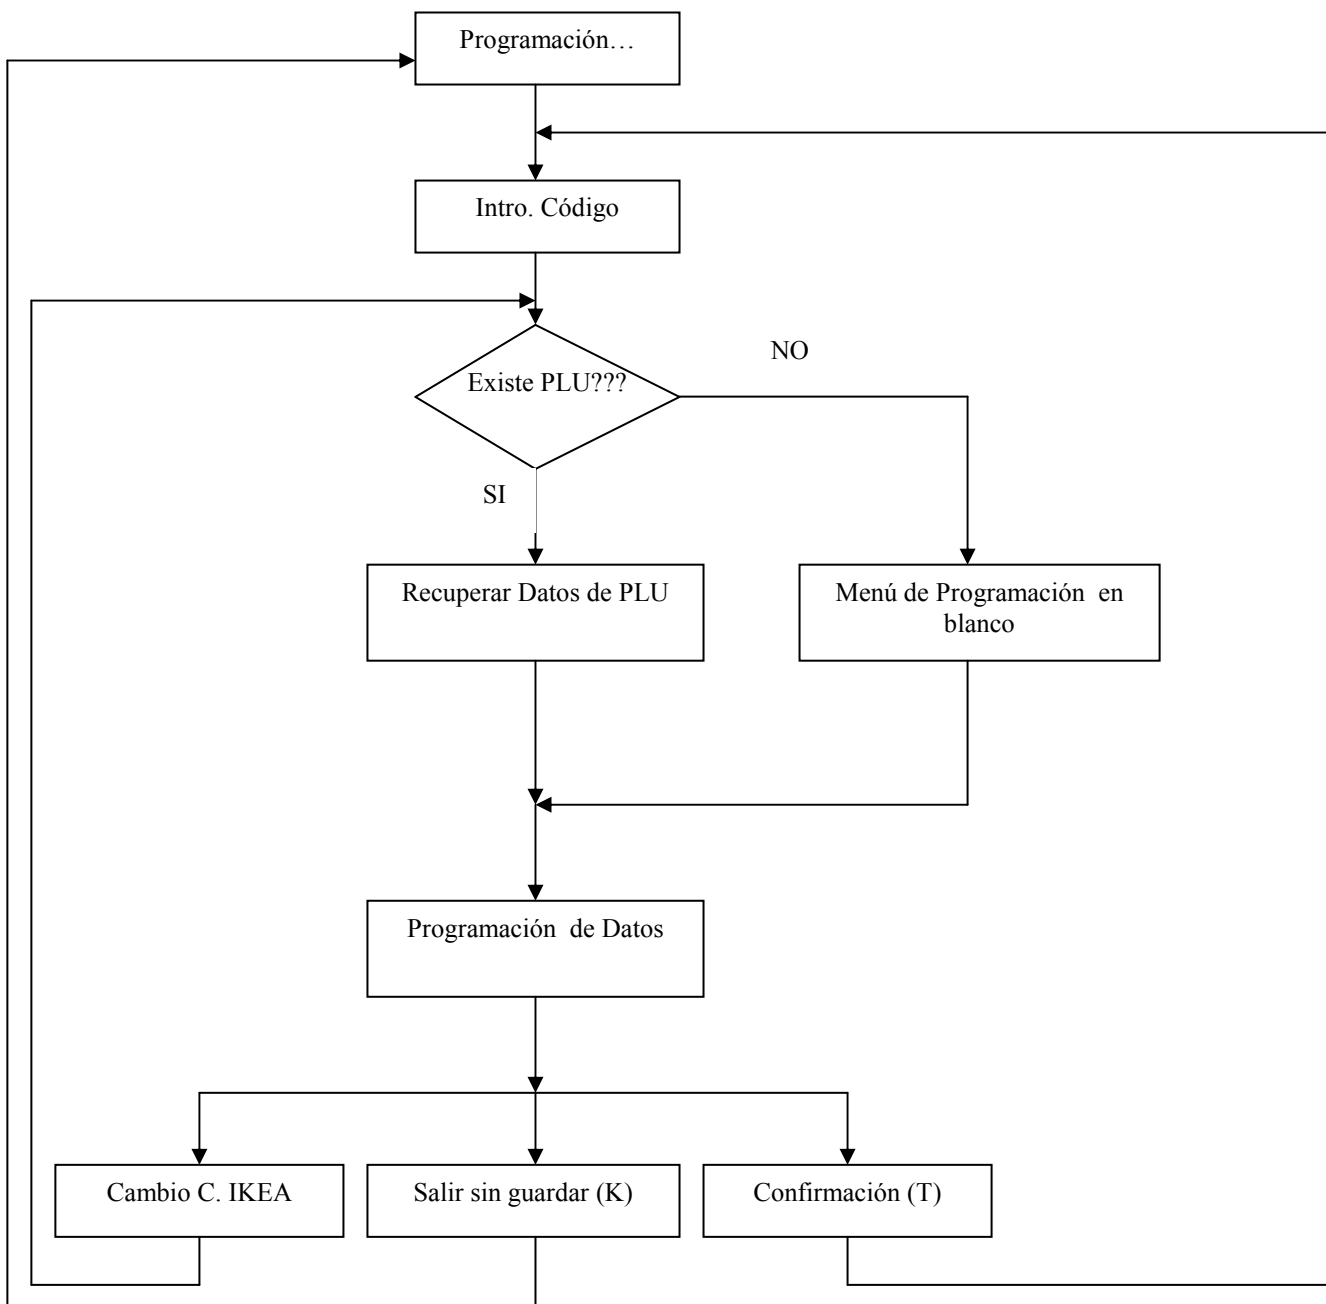 Programación…
Intro. Código
NO
Existe PLU???
SI
Recuperar Datos de PLU
Menú de Programación en
blanco
Programación de Datos
Cambio C. IKEA
Salir sin guardar (K)
Confirmación (T)